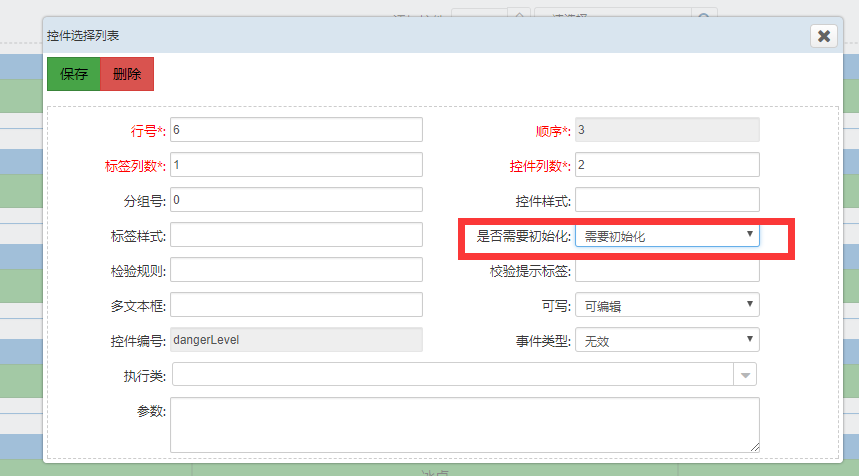 控件选择列表
保存 删除
行号*: 6 顺序*: 3
标签列数*: 1 控件列数*: 2
分组号: 0 控件样式:
标签样式: 是否需要初始化: 需要初始化
检验规则: 校验提示标签:
多文本框: 可写: 可编辑
控件编号: dangerLevel 事件类型: 无效
执行类:
参数: